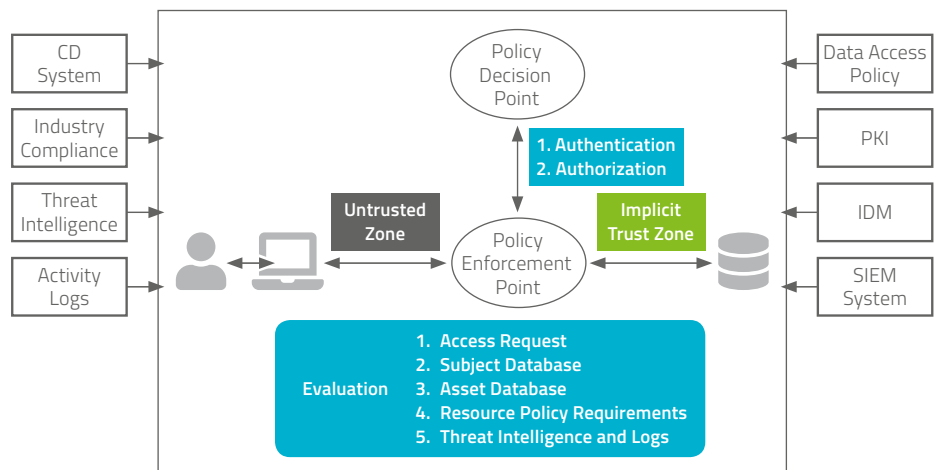 CD
System
Industry
Compliance
Threat
Intelligence
Activity
Logs
Policy
Decision
Point
1. Authentication
2. Authorization
Untrusted
Zone
Policy
Enforcement
Point
Implicit
Trust Zone
Evaluation
1. Access Request
2. Subject Database
3. Asset Database
4. Resource Policy Requirements
5. Threat Intelligence and Logs
Data Access
Policy
PKI
IDM
SIEM
System